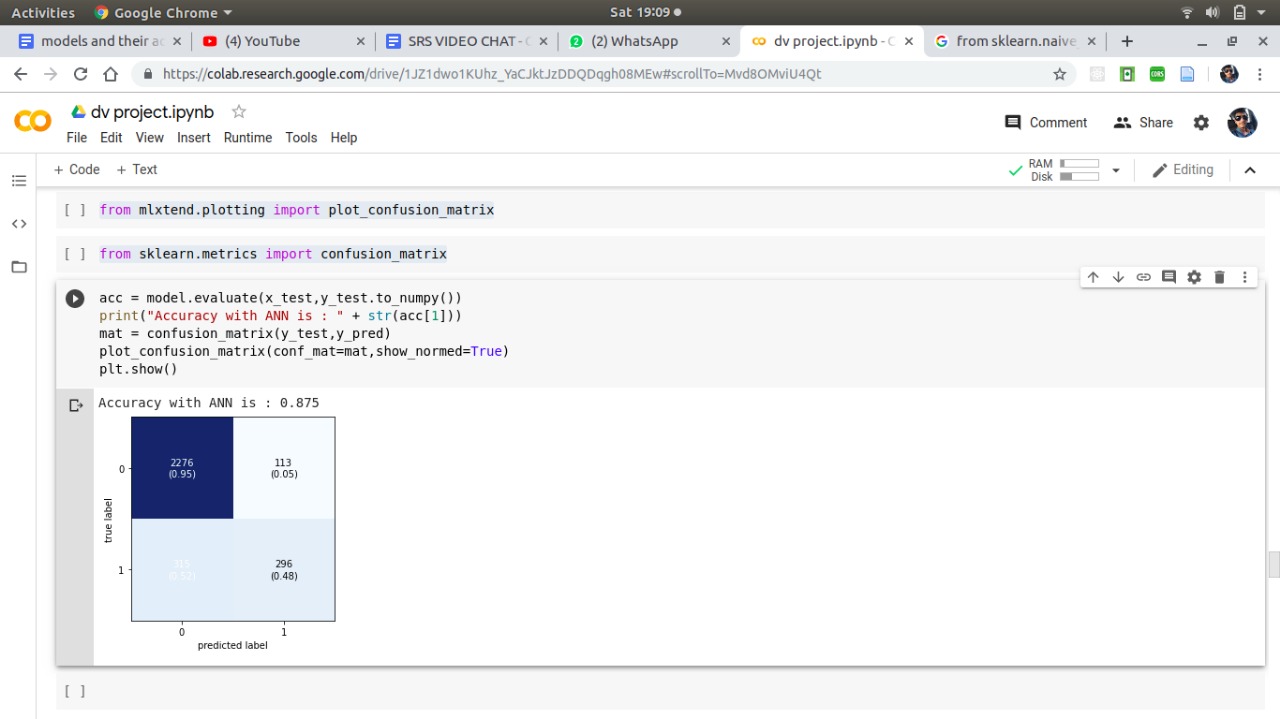 Activities Google Chrome Sat 19:09
models and their ac (4) YouTube SRS VIDEO CHAT - G (2) WhatsApp dv project.ipynb - C from sklearn.naive_
https://colab.research.google.com/drive/1JZ1dwo1KUhz_YaCJktJzDDQDqgh08MEw#scrollTo=Mvd8OMviU4Qt
CORS
dv project.ipynb
File Edit View Insert Runtime Tools Help
Comment Share
+ Code + Text
RAM
Disk
Editing
[ ] from mlxtend.plotting import plot_confusion_matrix
[ ] from sklearn.metrics import confusion_matrix
acc = model.evaluate(x_test,y_test.to_numpy())
print("Accuracy with ANN is : " + str(acc[1]))
mat = confusion_matrix(y_test,y_pred)
plot_confusion_matrix(conf_mat=mat,show_normed=True)
plt.show()
Accuracy with ANN is : 0.875
2276
(0.95)
113
(0.05)
0
true label
315
(0.52)
296
(0.48)
1
0 1
predicted label
[ ]